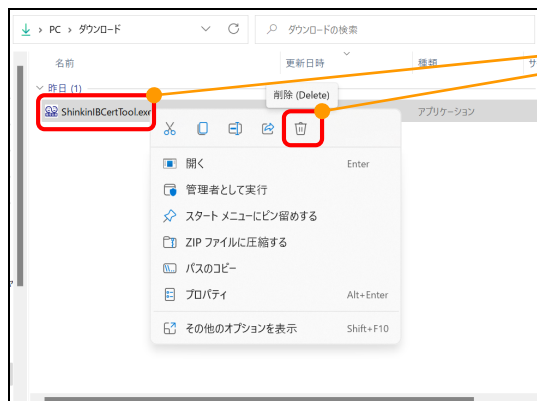 PC > ダウンロード
ダウンロードの検索
名前 更新日時 種類 サ
昨日 (1)
削除 (Delete)
ShinkinIBCertTool.exe アプリケーション
開く Enter
管理者として実行
スタート メニューにピン留めする
ZIP ファイルに圧縮する
パスのコピー
プロパティ Alt+Enter
その他のオプションを表示 Shift+F10